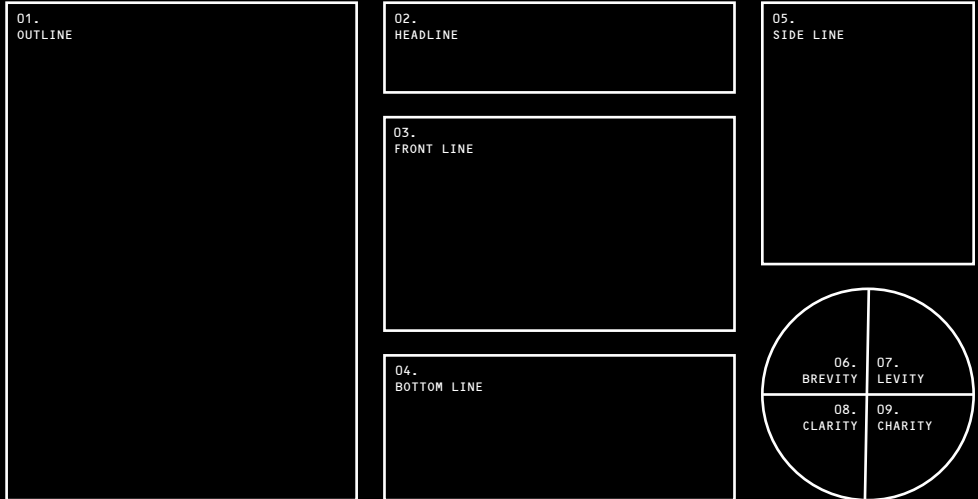 01.
OUTLINE
02.
HEADLINE
03.
FRONT LINE
04.
BOTTOM LINE
05.
SIDE LINE
06.
BREVITY
07.
LEVITY
08.
CLARITY
09.
CHARITY